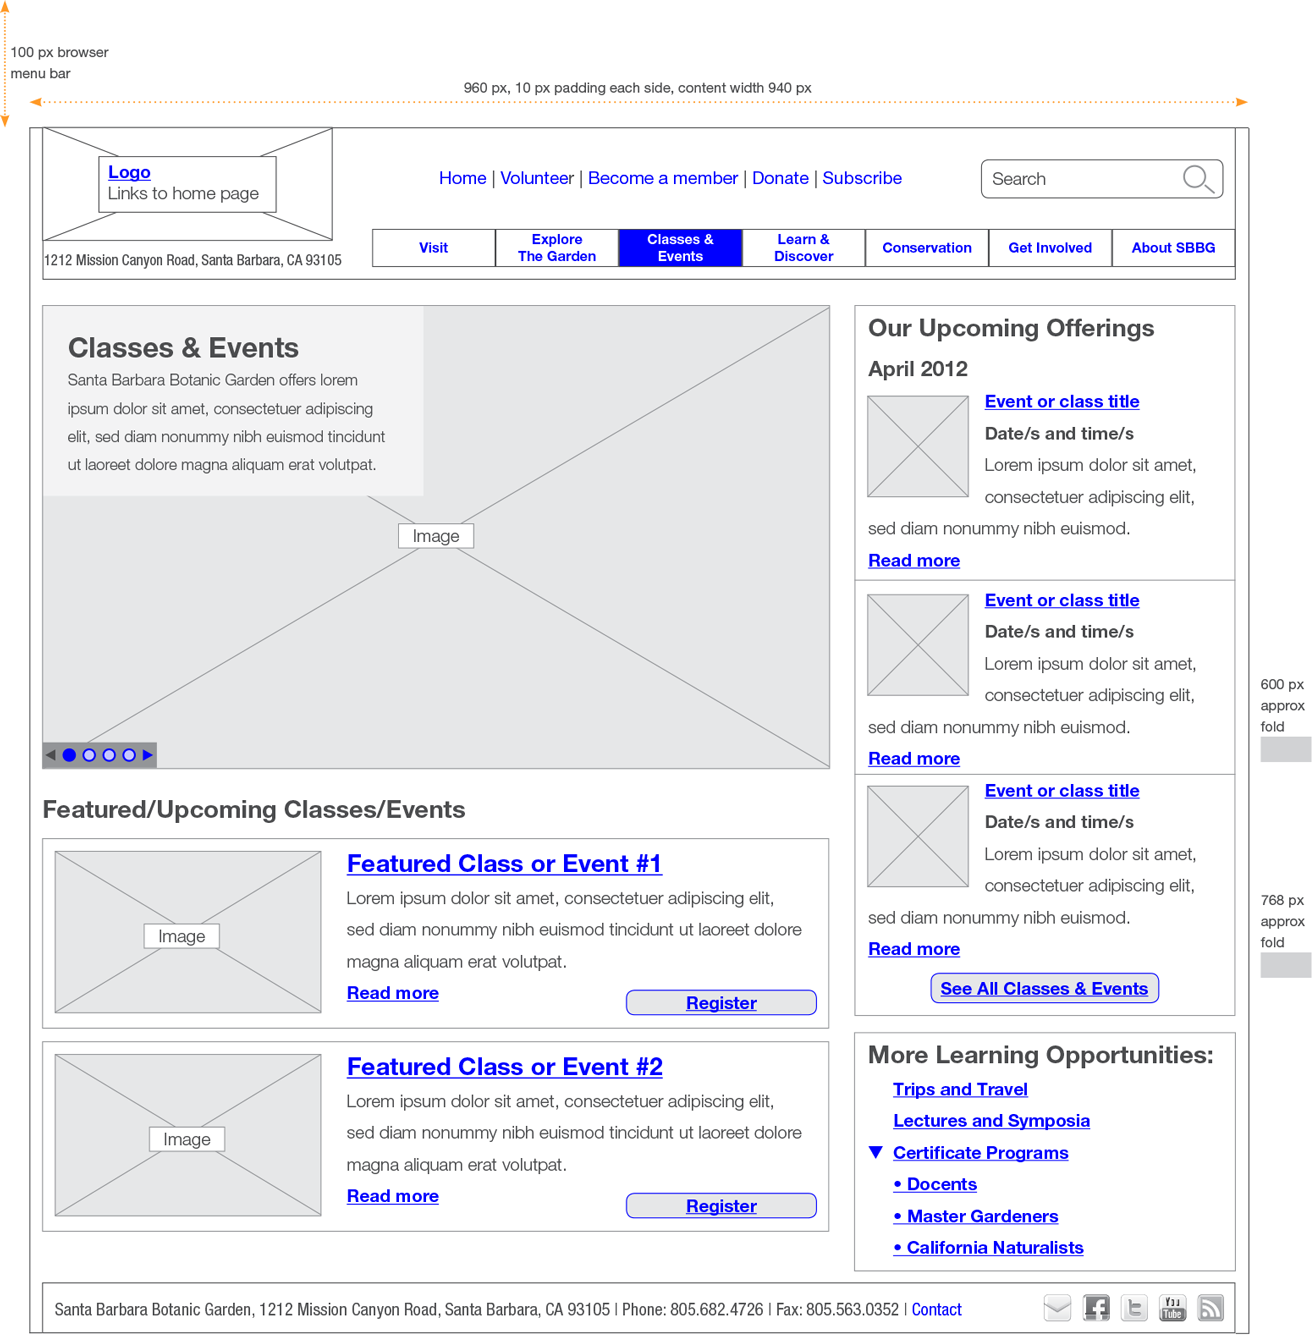 100 px browser
menu bar
960 px, 10 px padding each side, content width 940 px
Logo
Links to home page
1212 Mission Canyon Road, Santa Barbara, CA 93105
Home | Volunteer | Become a member | Donate | Subscribe
Search
Visit
Explore
The Garden
Classes &
Events
Learn &
Discover
Conservation
Get Involved
About SBBG
Classes & Events
Santa Barbara Botanic Garden offers lorem
ipsum dolor sit amet, consectetuer adipiscing
elit, sed diam nonummy nibh euismod tincidunt
ut laoreet dolore magna aliquam erat volutpat.
Image
Featured/Upcoming Classes/Events
Image
Featured Class or Event #1
Lorem ipsum dolor sit amet, consectetuer adipiscing elit,
sed diam nonummy nibh euismod tincidunt ut laoreet dolore
magna aliquam erat volutpat.
Read more
Register
Image
Featured Class or Event #2
Lorem ipsum dolor sit amet, consectetuer adipiscing elit,
sed diam nonummy nibh euismod tincidunt ut laoreet dolore
magna aliquam erat volutpat.
Read more
Register
Our Upcoming Offerings
April 2012
Event or class title
Date/s and time/s
Lorem ipsum dolor sit amet,
consectetuer adipiscing elit,
sed diam nonummy nibh euismod.
Read more
Event or class title
Date/s and time/s
Lorem ipsum dolor sit amet,
consectetuer adipiscing elit,
sed diam nonummy nibh euismod.
Read more
Event or class title
Date/s and time/s
Lorem ipsum dolor sit amet,
consectetuer adipiscing elit,
sed diam nonummy nibh euismod.
Read more
See All Classes & Events
More Learning Opportunities:
Trips and Travel
Lectures and Symposia
Certificate Programs
• Docents
• Master Gardeners
• California Naturalists
600 px
approx
fold
768 px
approx
fold
Santa Barbara Botanic Garden, 1212 Mission Canyon Road, Santa Barbara, CA 93105 | Phone: 805.682.4726 | Fax: 805.563.0352 | Contact
f
t
You
Tube